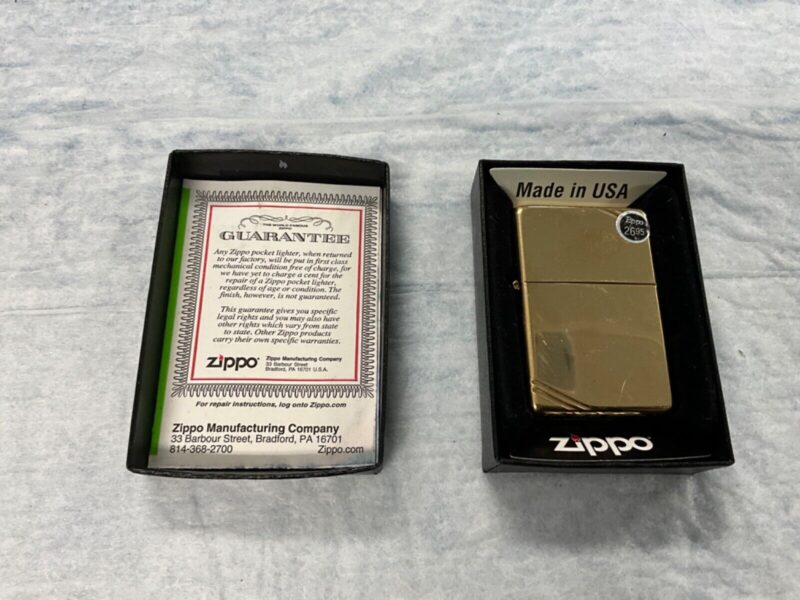 THE WORLD FAMOUS
ZIPPO
GUARANTEE
Any Zippo pocket lighter, when returned
to our factory, will be put in first class
mechanical condition free of charge, for
we have yet to charge a cent for the
repair of a Zippo pocket lighter,
regardless of age or condition. The
finish, however, is not guaranteed.
This guarantee gives you specific
legal rights and you may also have
other rights which vary from state
to state. Other Zippo products
carry their own specific warranties.
zippo
Zippo Manufacturing Company
33 Barbour Street
Bradford, PA 16701 U.S.A.
For repair instructions, log onto Zippo.com
Zippo Manufacturing Company
33 Barbour Street, Bradford, PA 16701
814-368-2700 Zippo.com
Made in USA
Zippo
26.95
zippo